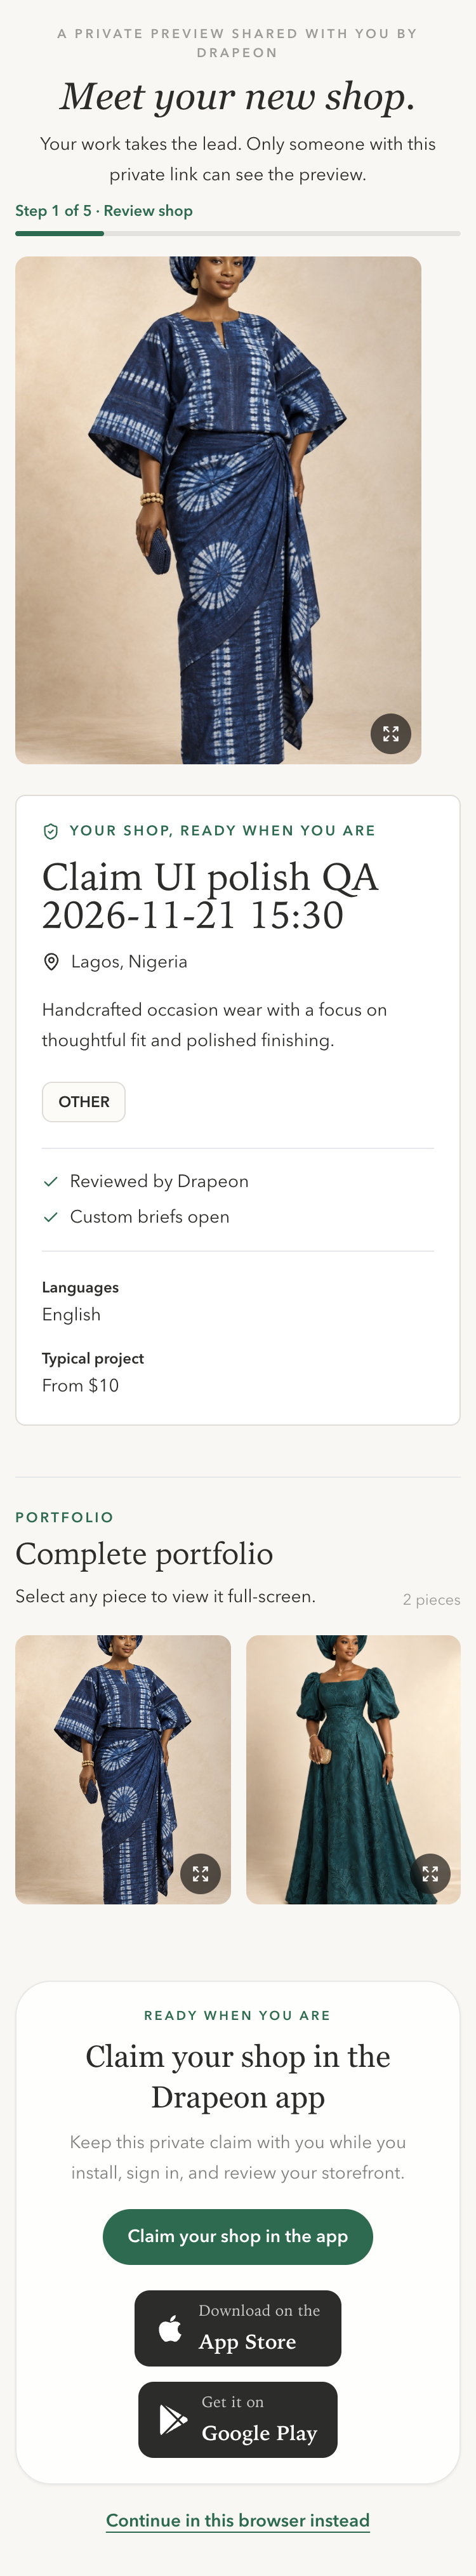 A PRIVATE PREVIEW SHARED WITH YOU BY
DRAPEON
Meet your new shop.
Your work takes the lead. Only someone with this
private link can see the preview.
Step 1 of 5 · Review shop
YOUR SHOP, READY WHEN YOU ARE
Claim UI polish QA
2026-11-21 15:30
Lagos, Nigeria
Handcrafted occasion wear with a focus on
thoughtful fit and polished finishing.
OTHER
Reviewed by Drapeon
Custom briefs open
Languages
English
Typical project
From $10
PORTFOLIO
Complete portfolio
Select any piece to view it full-screen.
2 pieces
READY WHEN YOU ARE
Claim your shop in the
Drapeon app
Keep this private claim with you while you
install, sign in, and review your storefront.
Claim your shop in the app
Download on the
App Store
Get it on
Google Play
Continue in this browser instead